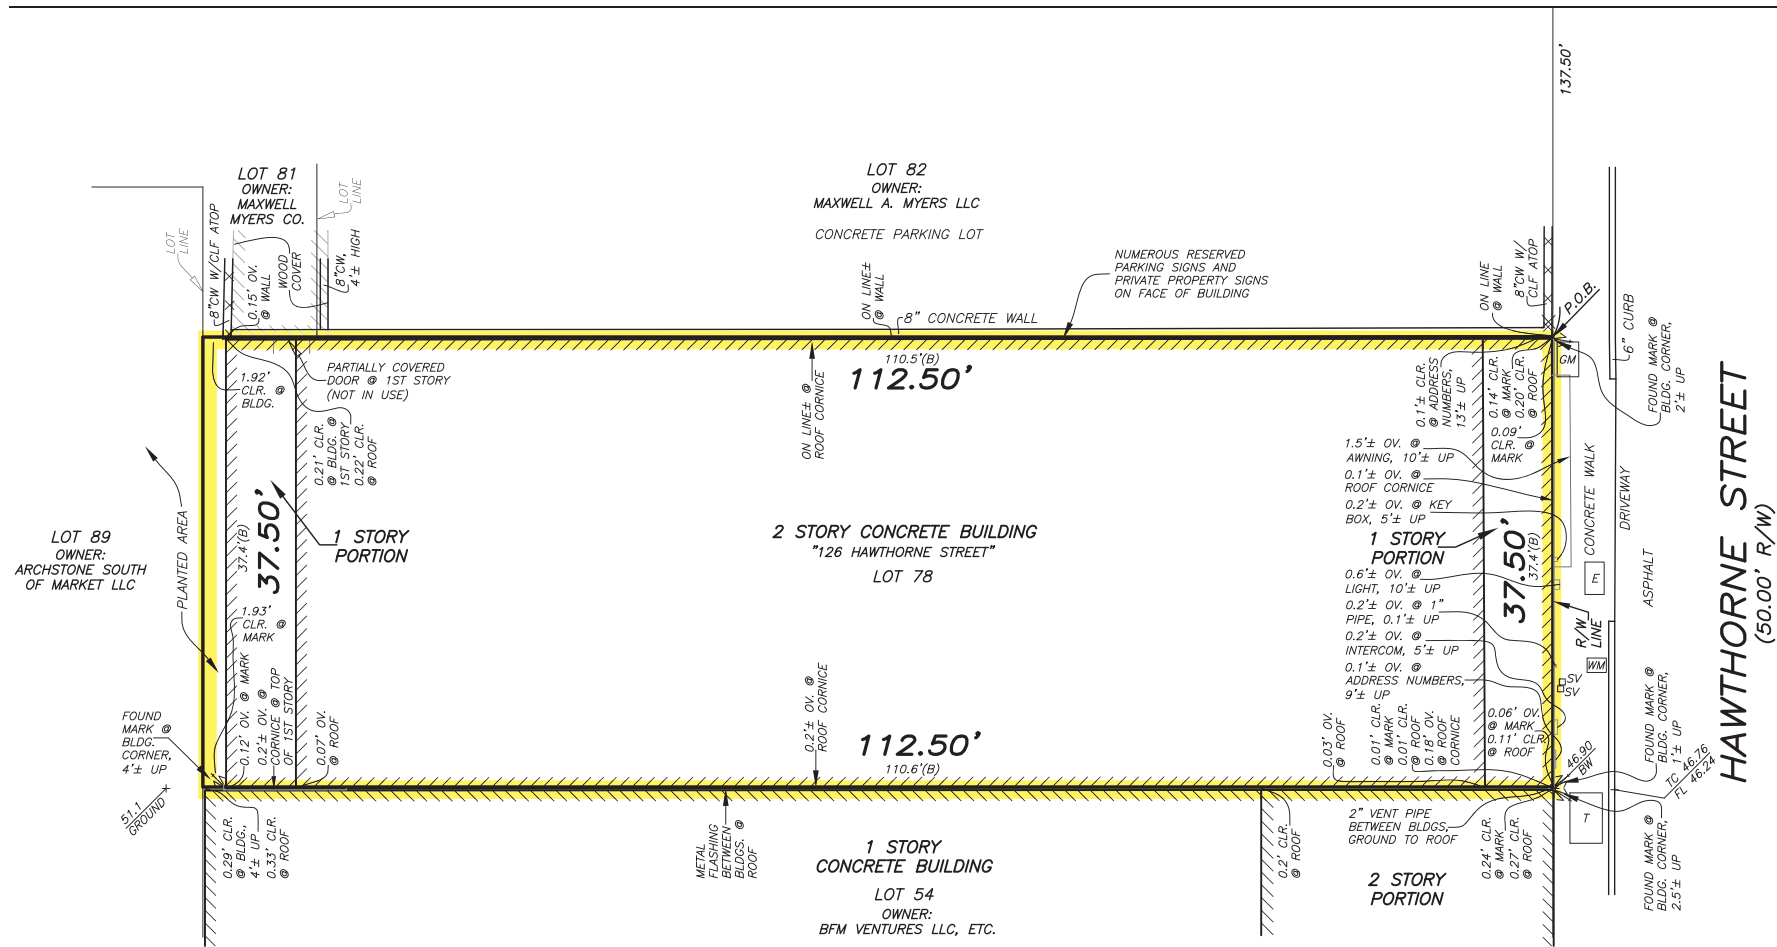 137.50'
LOT 81
OWNER:
MAXWELL
MYERS CO.
LOT
LINE
LOT
LINE
8"CW W/CLF ATOP
0.15' OV.
@ WALL
WOOD
COVER
8"CW,
4'± HIGH
LOT 82
OWNER:
MAXWELL A. MYERS LLC
CONCRETE PARKING LOT
ON LINE±
@ WALL
8" CONCRETE WALL
NUMEROUS RESERVED
PARKING SIGNS AND
PRIVATE PROPERTY SIGNS
ON FACE OF BUILDING
ON LINE
@ WALL
8"CW W/
CLF ATOP
P.O.B.
6" CURB
FOUND MARK @
BLDG. CORNER,
2'± UP
GM
1.92'
CLR. @
BLDG.
PARTIALLY COVERED
DOOR @ 1ST STORY
(NOT IN USE)
0.21' CLR.
@ BLDG. @
1ST STORY
0.22' CLR.
@ ROOF
ON LINE± @
ROOF CORNICE
110.5'(B)
112.50'
0.1'± CLR.
@ ADDRESS
NUMBERS,
13'± UP
0.14' CLR.
@ MARK
0.20' CLR.
@ ROOF
0.09'
CLR. @
MARK
1.5'± OV. @
AWNING, 10'± UP
0.1'± OV. @
ROOF CORNICE
0.2'± OV. @ KEY
BOX, 5'± UP
1 STORY
PORTION
0.6'± OV. @
LIGHT, 10'± UP
0.2'± OV. @ 1"
PIPE, 0.1'± UP
0.2'± OV. @
INTERCOM, 5'± UP
0.1'± OV. @
ADDRESS NUMBERS,
9'± UP
37.50'
37.4'(B)
CONCRETE WALK
DRIVEWAY
ASPHALT
E
R/W
LINE
WM
SV
SV
HAWTHORNE STREET
(50.00' R/W)
LOT 89
OWNER:
ARCHSTONE SOUTH
OF MARKET LLC
PLANTED AREA
37.4'(B)
37.50'
1 STORY
PORTION
2 STORY CONCRETE BUILDING
"126 HAWTHORNE STREET"
LOT 78
1.93'
CLR. @
MARK
FOUND
MARK @
BLDG.
CORNER,
4'± UP
0.12' OV. @ MARK
0.2'± OV. @
CORNICE @ TOP
OF 1ST STORY
0.07' OV.
@ ROOF
0.2'± OV. @
ROOF CORNICE
112.50'
110.6'(B)
0.03' OV.
@ ROOF
0.01' CLR.
@ MARK
0.01' CLR.
@ ROOF
0.18' OV.
@ ROOF
CORNICE
0.06' OV.
@ MARK
0.11' CLR.
@ ROOF
46.90
BW
FOUND MARK @
BLDG. CORNER,
1'± UP
TC 46.76
FL 46.24
51.1
GROUND
0.29' CLR.
@ BLDG.,
4'± UP
0.33' CLR.
@ ROOF
METAL
FLASHING
BETWEEN
BLDGS. @
ROOF
1 STORY
CONCRETE BUILDING
LOT 54
OWNER:
BFM VENTURES LLC, ETC.
0.2' CLR.
@ ROOF
2" VENT PIPE
BETWEEN BLDGS,
GROUND TO ROOF
2 STORY
PORTION
0.24' CLR.
@ MARK
0.27' CLR.
@ ROOF
T
FOUND MARK @
BLDG. CORNER,
2.5'± UP